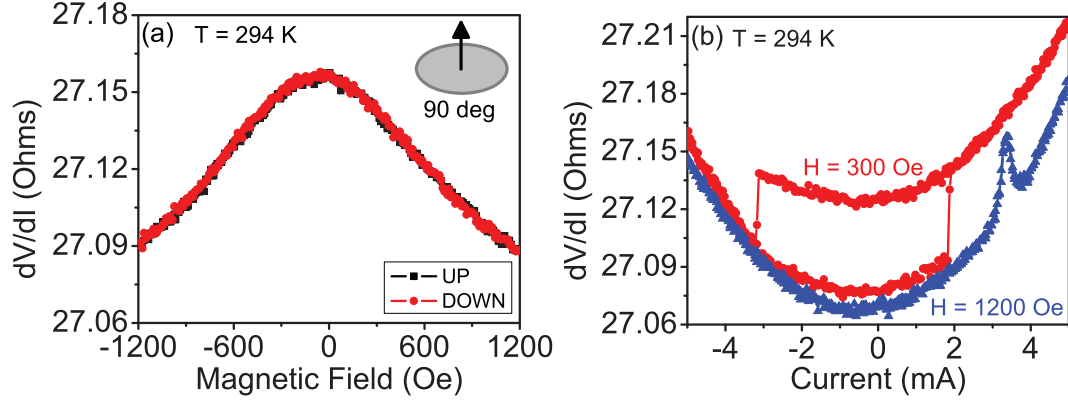 (a) T = 294 K
90 deg
UP
DOWN
27.18
27.15
27.12
27.09
27.06
dV/dI (Ohms)
-1200 -600 0 600 1200
Magnetic Field (Oe)
(b) T = 294 K
H = 300 Oe
H = 1200 Oe
27.21
27.18
27.15
27.12
27.09
27.06
dV/dI (Ohms)
-4 -2 0 2 4
Current (mA)